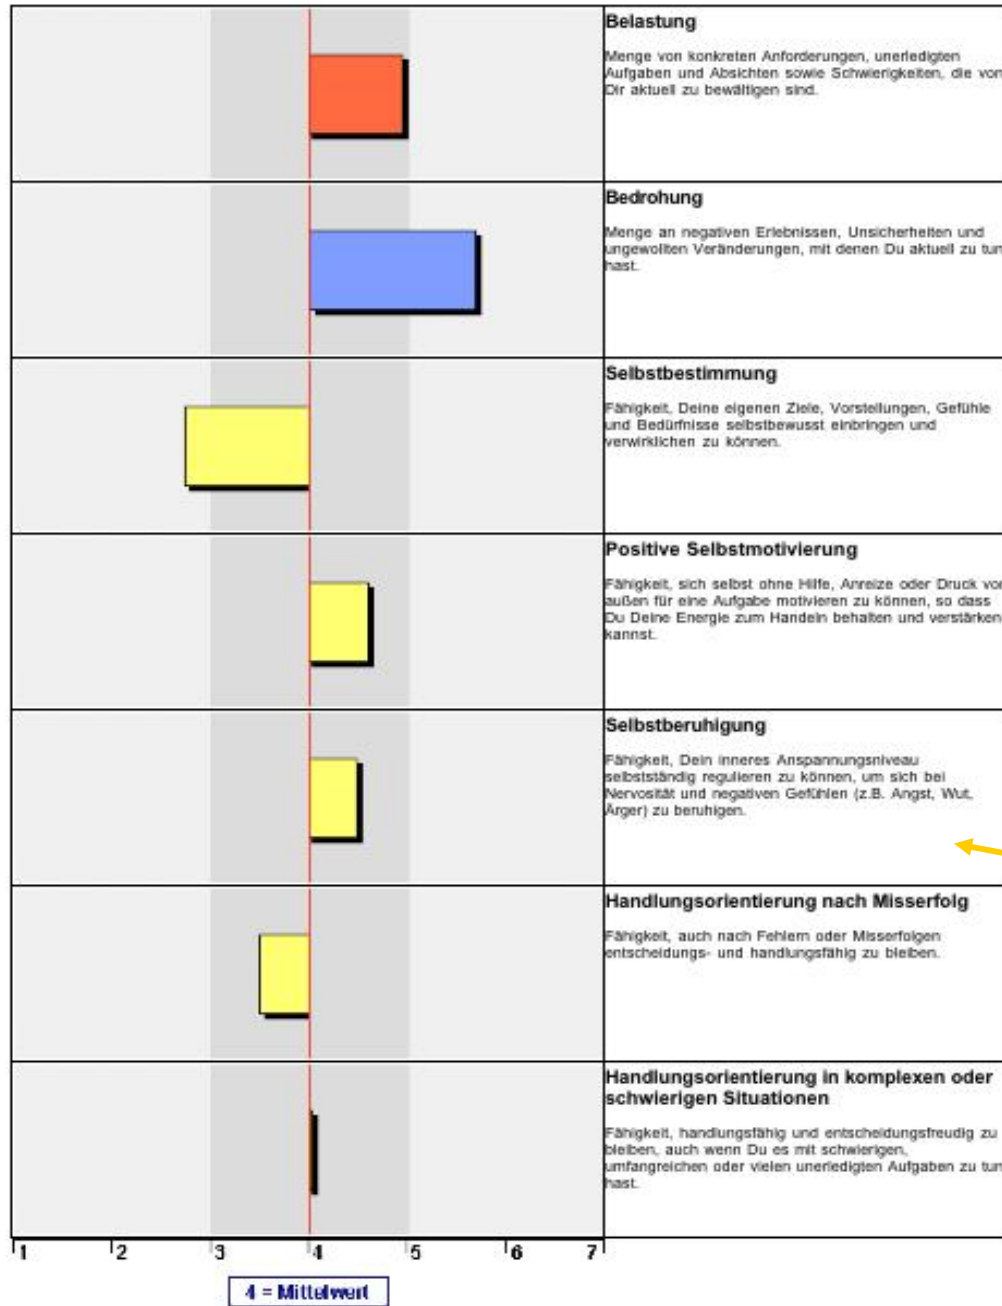 Belastung
Menge von konkreten Anforderungen, unerledigten
Aufgaben und Absichten sowie Schwierigkeiten, die von
Dir aktuell zu bewältigen sind.
Bedrohung
Menge an negativen Erlebnissen, Unsicherheiten und
ungewollten Veränderungen, mit denen Du aktuell zu tun
hast.
Selbstbestimmung
Fähigkeit, Deine eigenen Ziele, Vorstellungen, Gefühle
und Bedürfnisse selbstbewusst einbringen und
verwirklichen zu können.
Positive Selbstmotivierung
Fähigkeit, sich selbst ohne Hilfe, Anreize oder Druck von
außen für eine Aufgabe motivieren zu können, so dass
Du Deine Energie zum Handeln behalten und verstärken
kannst.
Selbstberuhigung
Fähigkeit, Dein inneres Anspannungsniveau
selbstständig regulieren zu können, um sich bei
Nervosität und negativen Gefühlen (z.B. Angst, Wut,
Ärger) zu beruhigen.
Handlungsorientierung nach Misserfolg
Fähigkeit, auch nach Fehlern oder Misserfolgen
entscheidungs- und handlungsfähig zu bleiben.
Handlungsorientierung in komplexen oder
schwierigen Situationen
Fähigkeit, handlungsfähig und entscheidungsfreudig zu
bleiben, auch wenn Du es mit schwierigen,
umfangreichen oder vielen unerledigten Aufgaben zu tun
hast.
1 2 3 4 5 6 7
4 = Mittelwert